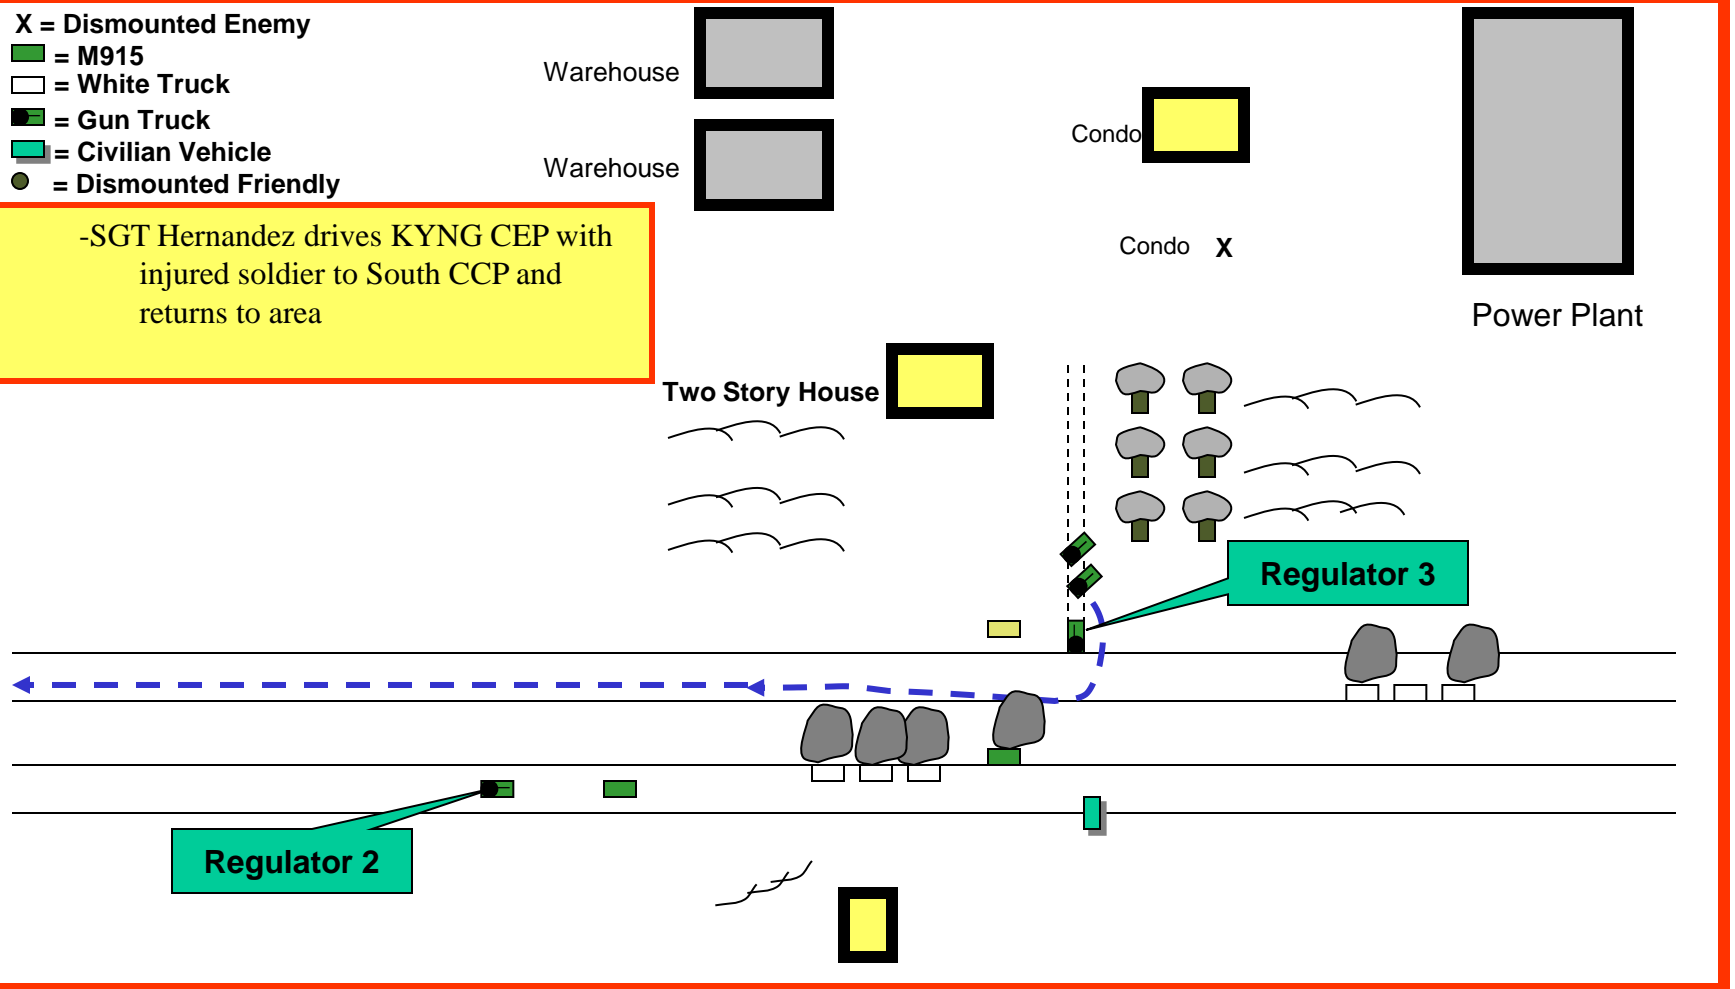 X = Dismounted Enemy
= M915
= White Truck
= Gun Truck
= Civilian Vehicle
= Dismounted Friendly
-SGT Hernandez drives KYNG CEP with
injured soldier to South CCP and
returns to area
Warehouse
Warehouse
Condo
Condo X
Power Plant
Two Story House
Regulator 3
Regulator 2